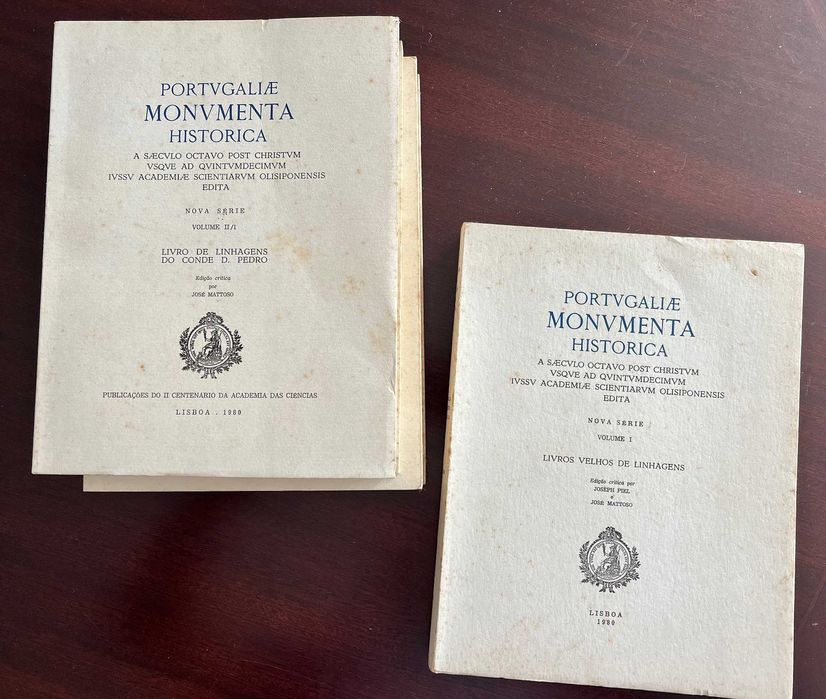 PORTVGALIÆ
MONVMENTA
HISTORICA
A SÆCVLO OCTAVO POST CHRISTVM
VSQVE AD QVINTVMDECIMVM
IVSSV ACADEMIÆ SCIENTIARVM OLISIPONENSIS
EDITA
NOVA SÉRIE
VOLUME II/1
LIVRO DE LINHAGENS
DO CONDE D. PEDRO
Edição crítica
por
JOSÉ MATTOSO
PUBLICAÇÕES DO II CENTENÁRIO DA ACADEMIA DAS CIÊNCIAS
LISBOA . 1980
PORTVGALIÆ
MONVMENTA
HISTORICA
A SÆCVLO OCTAVO POST CHRISTVM
VSQVE AD QVINTVMDECIMVM
IVSSV ACADEMIÆ SCIENTIARVM OLISIPONENSIS
EDITA
NOVA SÉRIE
VOLUME I
LIVROS VELHOS DE LINHAGENS
Edição crítica por
JOSEPH PIEL
e
JOSÉ MATTOSO
LISBOA
1980